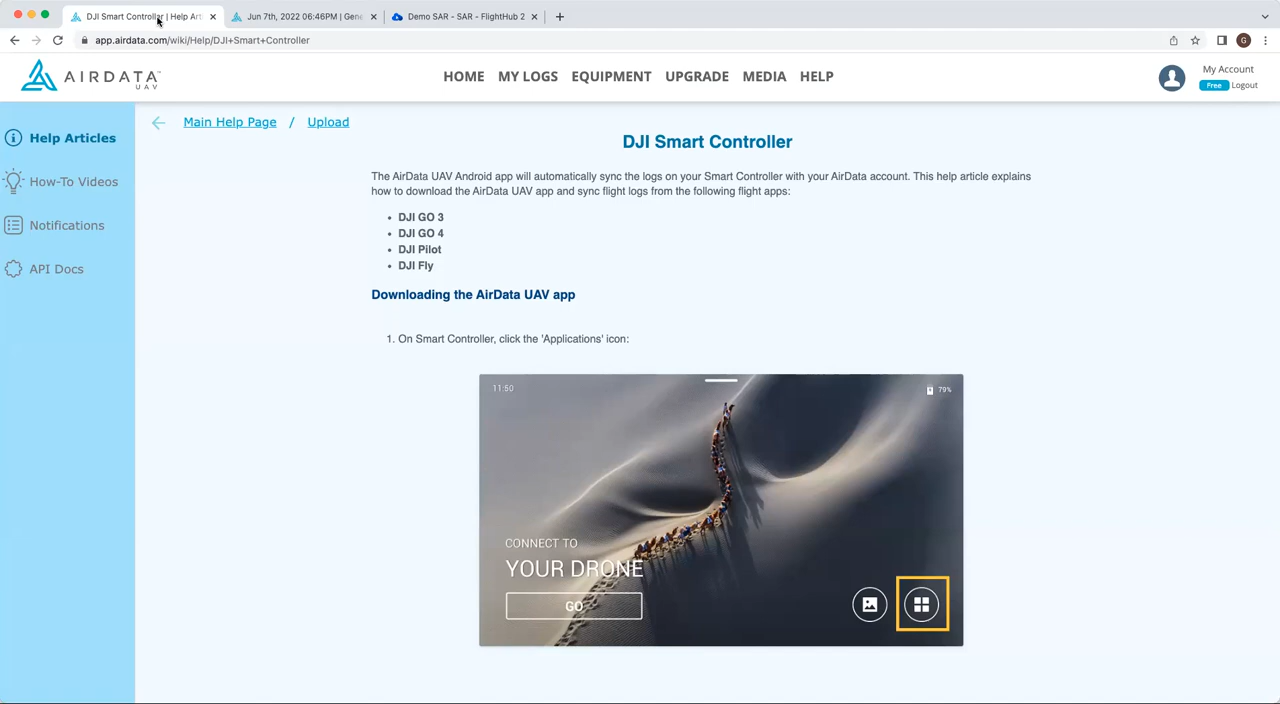 DJI Smart Controller | Help Art
Jun 7th, 2022 06:46PM | Gene
Demo SAR - SAR - FlightHub 2
app.airdata.com/wiki/Help/DJI+Smart+Controller
G
AIRDATA
UAV
HOME MY LOGS EQUIPMENT UPGRADE MEDIA HELP
My Account
Free Logout
Help Articles
How-To Videos
Notifications
API Docs
Main Help Page / Upload
DJI Smart Controller
The AirData UAV Android app will automatically sync the logs on your Smart Controller with your AirData account. This help article explains
how to download the AirData UAV app and sync flight logs from the following flight apps:
• DJI GO 3
• DJI GO 4
• DJI Pilot
• DJI Fly
Downloading the AirData UAV app
1. On Smart Controller, click the 'Applications' icon:
11:50
79%
CONNECT TO
YOUR DRONE
GO